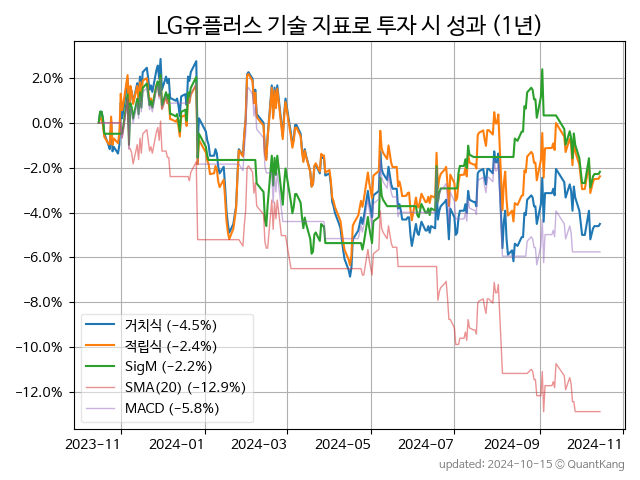 LG유플러스 기술 지표로 투자 시 성과 (1년)
2.0%
0.0%
−2.0%
−4.0%
−6.0%
−8.0%
−10.0%
−12.0%
거치식 (−4.5%)
적립식 (−2.4%)
SigM (−2.2%)
SMA(20) (−12.9%)
MACD (−5.8%)
2023−11 2024−01 2024−03 2024−05 2024−07 2024−09 2024−11
updated: 2024-10-15 © QuantKang